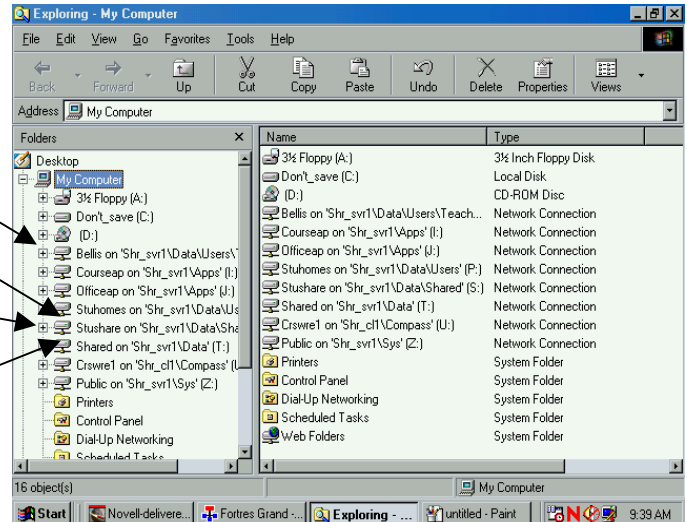 Exploring - My Computer
File Edit View Go Favorites Tools Help
Back Forward Up Cut Copy Paste Undo Delete Properties Views
Address My Computer
Folders
Desktop
My Computer
3½ Floppy (A:)
Don't_save (C:)
(D:)
Bellis on 'Shr_svr1\Data\Users\
Courseap on 'Shr_svr1\Apps' (I:)
Officeap on 'Shr_svr1\Apps' (J:)
Stuhomes on 'Shr_svr1\Data\Us
Stushare on 'Shr_svr1\Data\Sha
Shared on 'Shr_svr1\Data' (T:)
Crswre1 on 'Shr_cl1\Compass' (U
Public on 'Shr_svr1\Sys' (Z:)
Printers
Control Panel
Dial-Up Networking
Scheduled Tasks
Name Type
3½ Floppy (A:) 3½ Inch Floppy Disk
Don't_save (C:) Local Disk
(D:) CD-ROM Disc
Bellis on 'Shr_svr1\Data\Users\Teach... Network Connection
Courseap on 'Shr_svr1\Apps' (I:) Network Connection
Officeap on 'Shr_svr1\Apps' (J:) Network Connection
Stuhomes on 'Shr_svr1\Data\Users' (P:) Network Connection
Stushare on 'Shr_svr1\Data\Shared' (S:) Network Connection
Shared on 'Shr_svr1\Data' (T:) Network Connection
Crswre1 on 'Shr_cl1\Compass' (U:) Network Connection
Public on 'Shr_svr1\Sys' (Z:) Network Connection
Printers System Folder
Control Panel System Folder
Dial-Up Networking System Folder
Scheduled Tasks System Folder
Web Folders System Folder
16 object(s) My Computer
Start Novell-delivere... Fortres Grand -... Exploring - ... untitled - Paint N 9:39 AM